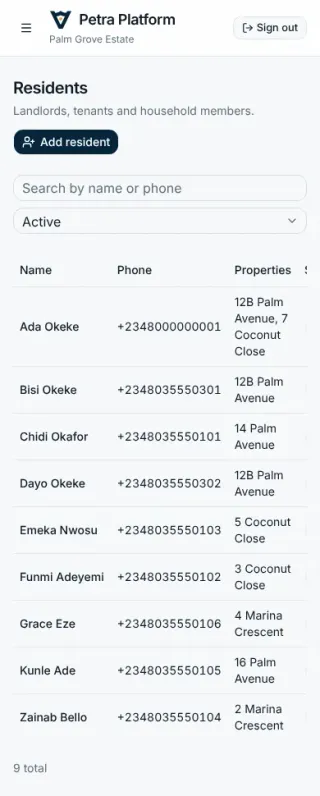 Petra Platform
Palm Grove Estate
Sign out
Residents
Landlords, tenants and household members.
Add resident
Search by name or phone
Active
Name Phone Properties S
Ada Okeke +2348000000001 12B Palm Avenue, 7 Coconut Close
Bisi Okeke +2348035550301 12B Palm Avenue
Chidi Okafor +2348035550101 14 Palm Avenue
Dayo Okeke +2348035550302 12B Palm Avenue
Emeka Nwosu +2348035550103 5 Coconut Close
Funmi Adeyemi +2348035550102 3 Coconut Close
Grace Eze +2348035550106 4 Marina Crescent
Kunle Ade +2348035550105 16 Palm Avenue
Zainab Bello +2348035550104 2 Marina Crescent
9 total